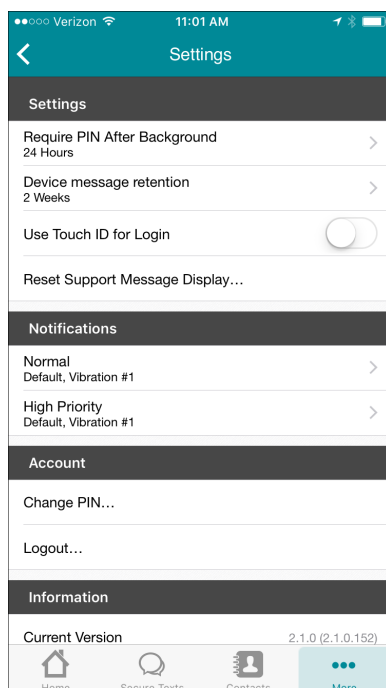 Verizon 11:01 AM
Settings
Settings
Require PIN After Background
24 Hours
Device message retention
2 Weeks
Use Touch ID for Login
Reset Support Message Display...
Notifications
Normal
Default, Vibration #1
High Priority
Default, Vibration #1
Account
Change PIN...
Logout...
Information
Current Version 2.1.0 (2.1.0.152)
Home Secure Texts Contacts More